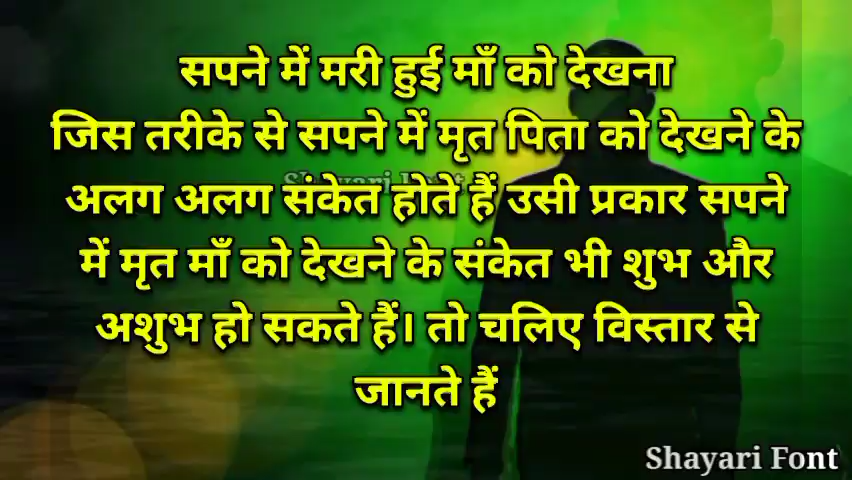 सपने में मरी हुई माँ को देखना
जिस तरीके से सपने में मृत पिता को देखने के
अलग अलग संकेत होते हैं उसी प्रकार सपने
में मृत माँ को देखने के संकेत भी शुभ और
अशुभ हो सकते हैं। तो चलिए विस्तार से
जानते हैं
Shayari Font